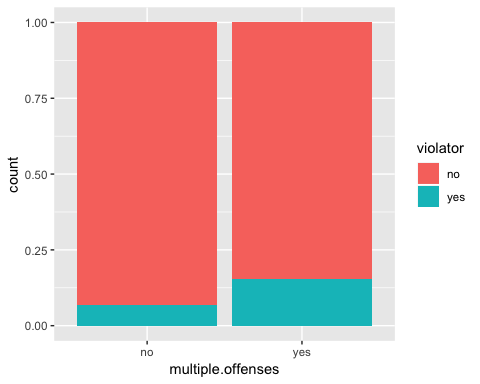 1.00
0.75
0.50
0.25
0.00
count
no
yes
multiple.offenses
violator
no
yes